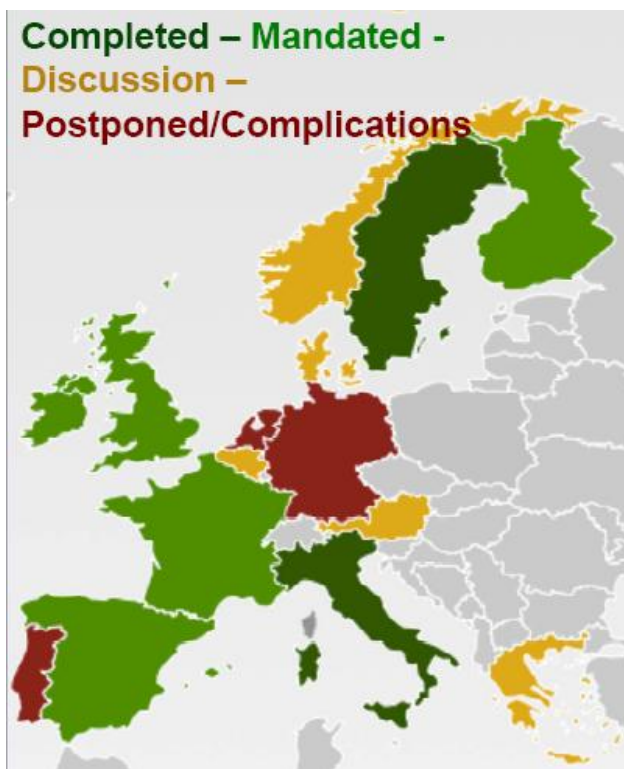 Completed – Mandated -
Discussion –
Postponed/Complications